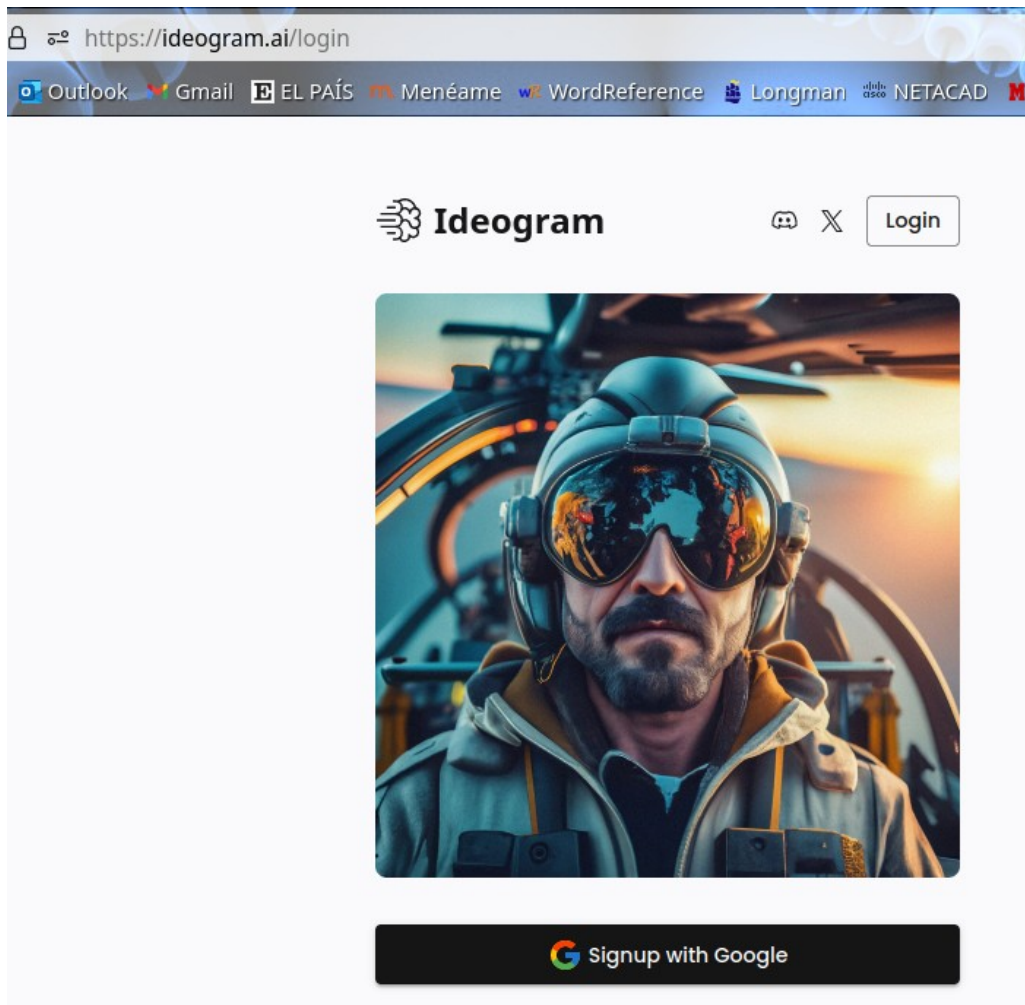 https://ideogram.ai/login
Outlook Gmail EL PAÍS Menéame WordReference Longman NETACAD
Ideogram Login
Signup with Google